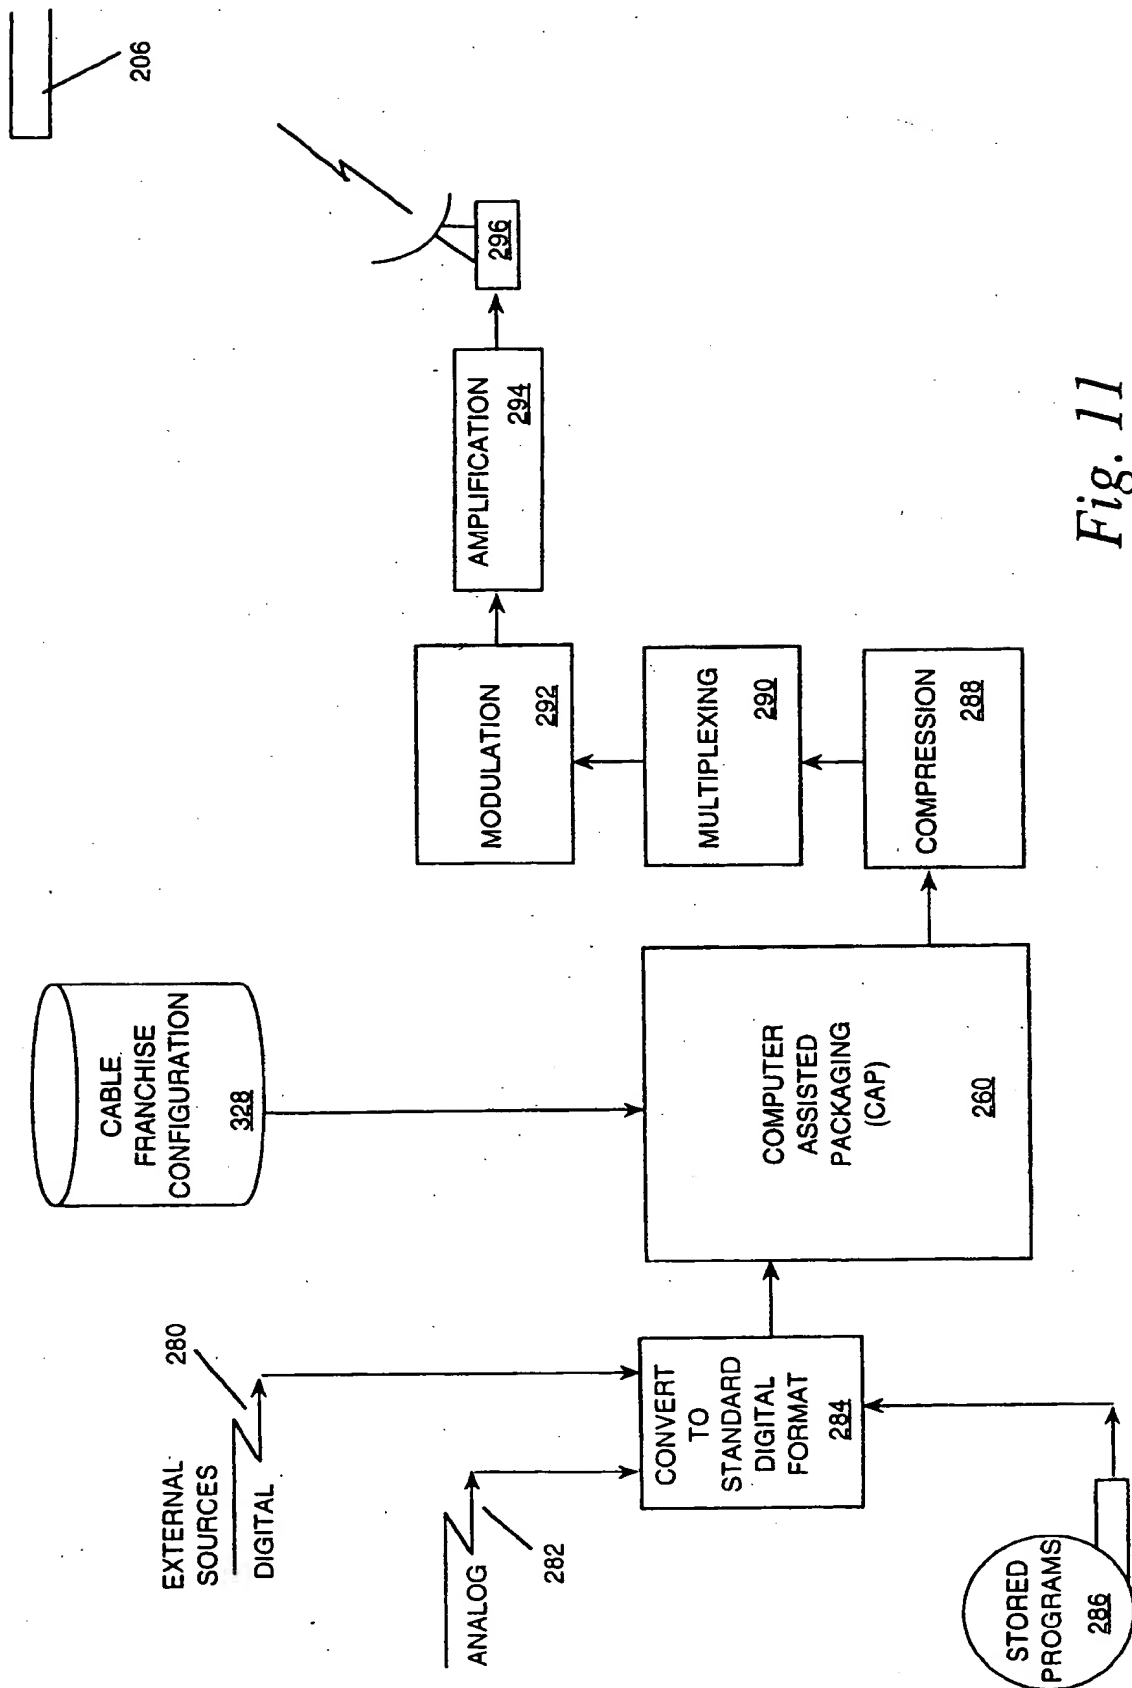 EXTERNAL
SOURCES
DIGITAL
280
ANALOG
282
STORED
PROGRAMS
286
CONVERT
TO
STANDARD
DIGITAL
FORMAT
284
CABLE
FRANCHISE
CONFIGURATION
328
COMPUTER
ASSISTED
PACKAGING
(CAP)
260
COMPRESSION
288
MULTIPLEXING
290
MODULATION
292
AMPLIFICATION
294
296
206
Fig. 11